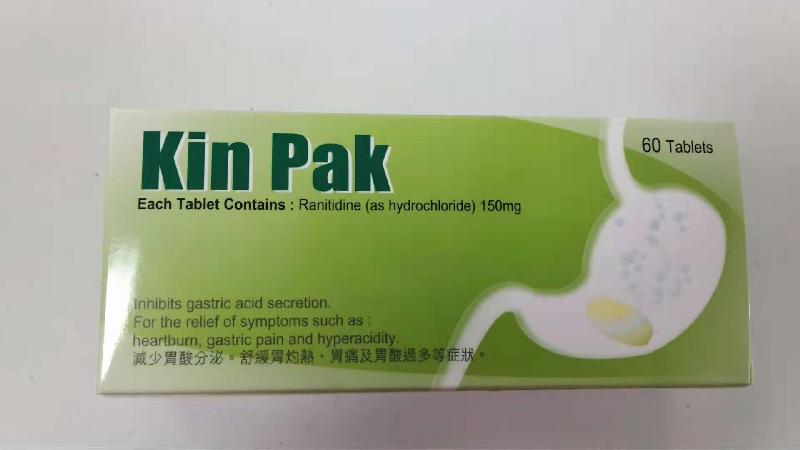 Kin Pak
60 Tablets
Each Tablet Contains : Ranitidine (as hydrochloride) 150mg
Inhibits gastric acid secretion.
For the relief of symptoms such as :
heartburn, gastric pain and hyperacidity.
減少胃酸分泌。舒緩胃灼熱、胃痛及胃酸過多等症狀。